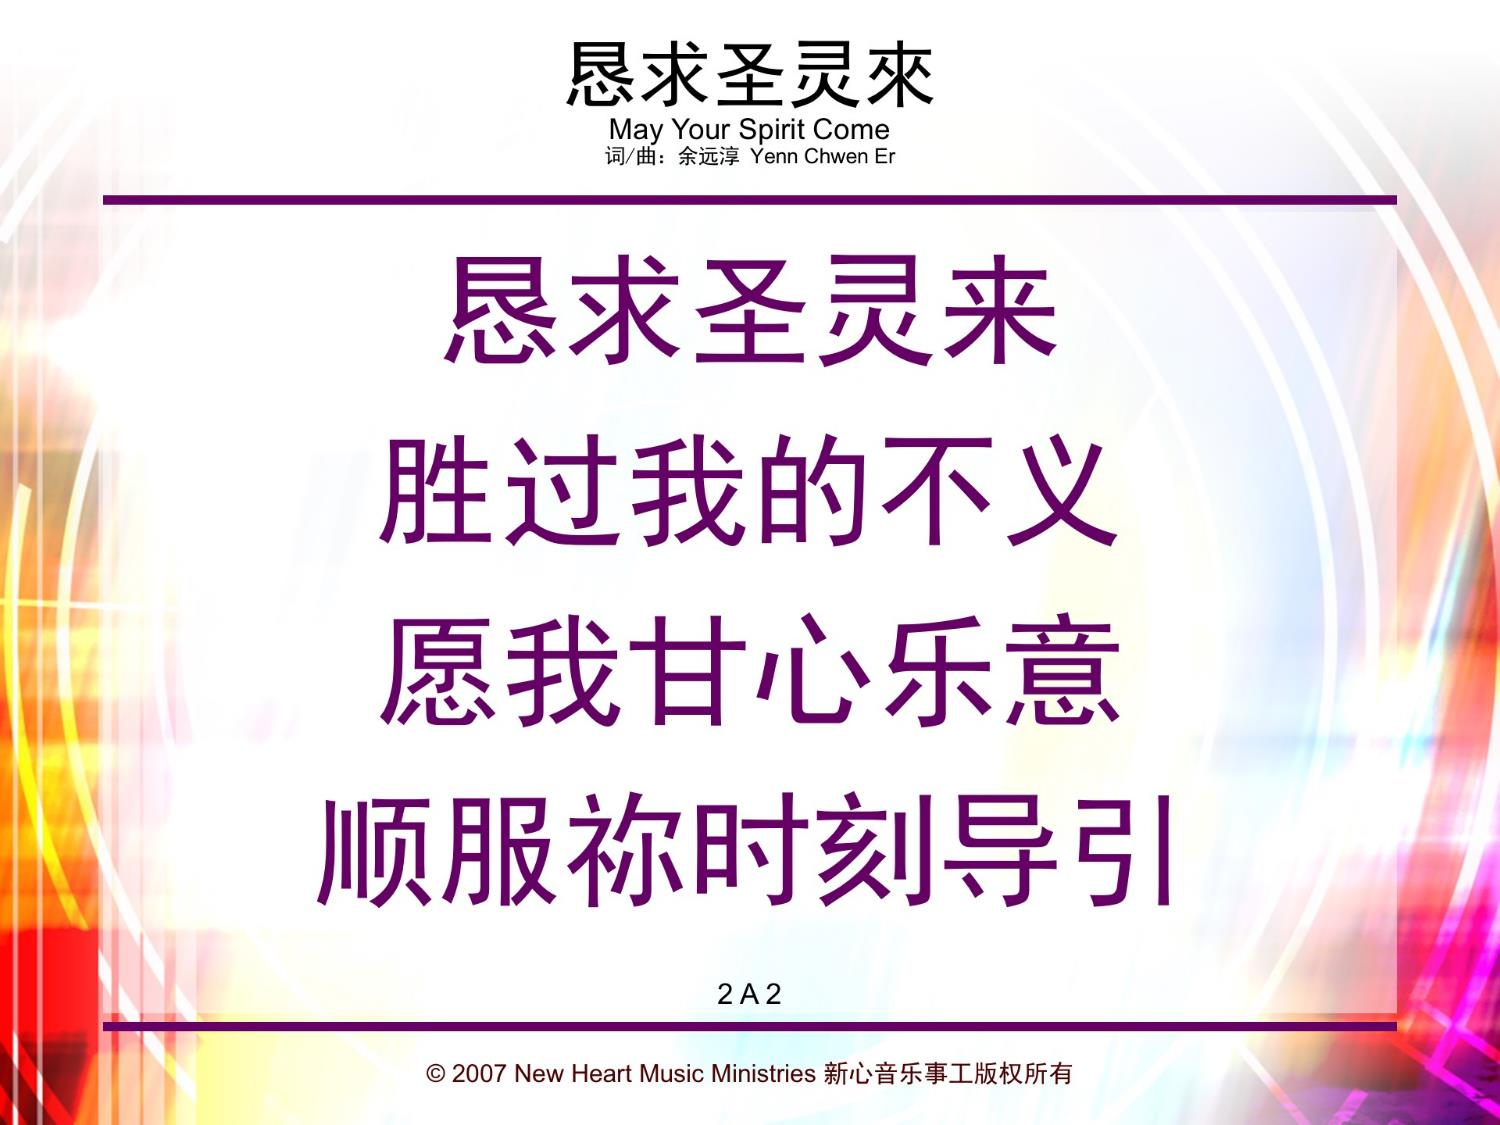 恳求圣灵來
May Your Spirit Come
词/曲：余远淳 Yenn Chwen Er
恳求圣灵来
胜过我的不义
愿我甘心乐意
顺服祢时刻导引
2 A 2
© 2007 New Heart Music Ministries 新心音乐事工版权所有